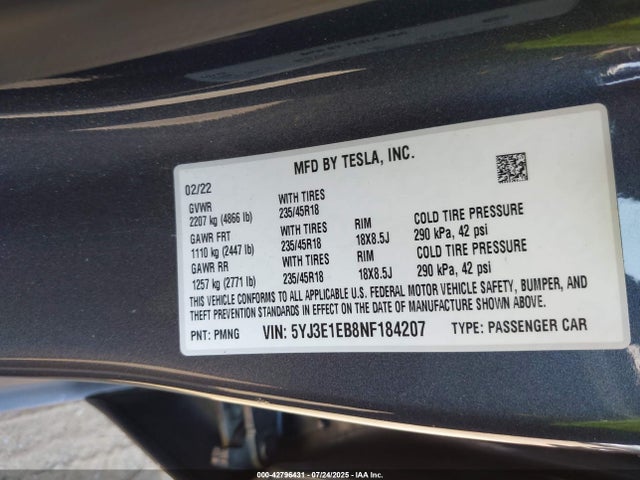 MFD BY TESLA, INC.
02/22
GVWR WITH TIRES
2207 kg (4866 lb) 235/45R18
GAWR FRT WITH TIRES RIM COLD TIRE PRESSURE
1110 kg (2447 lb) 235/45R18 18X8.5J 290 kPa, 42 psi
GAWR RR WITH TIRES RIM COLD TIRE PRESSURE
1257 kg (2771 lb) 235/45R18 18X8.5J 290 kPa, 42 psi
THIS VEHICLE CONFORMS TO ALL APPLICABLE U.S. FEDERAL MOTOR VEHICLE SAFETY, BUMPER, AND
THEFT PREVENTION STANDARDS IN EFFECT ON THE DATE OF MANUFACTURE SHOWN ABOVE.
PNT: PMNG VIN: 5YJ3E1EB8NF184207 TYPE: PASSENGER CAR
000-42796431 - 07/24/2025 - IAA Inc.